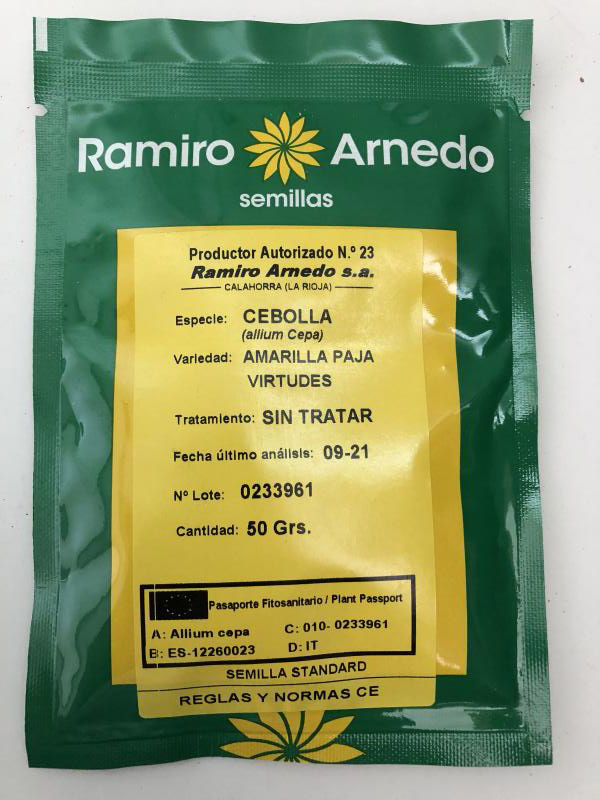 Ramiro Arnedo
semillas
Productor Autorizado N.º 23
Ramiro Arnedo s.a.
CALAHORRA (LA RIOJA)
Especie: CEBOLLA
(allium Cepa)
Variedad: AMARILLA PAJA
VIRTUDES
Tratamiento: SIN TRATAR
Fecha último análisis: 09-21
Nº Lote: 0233961
Cantidad: 50 Grs.
Pasaporte Fitosanitario / Plant Passport
A: Allium cepa C: 010- 0233961
B: ES-12260023 D: IT
SEMILLA STANDARD
REGLAS Y NORMAS CE